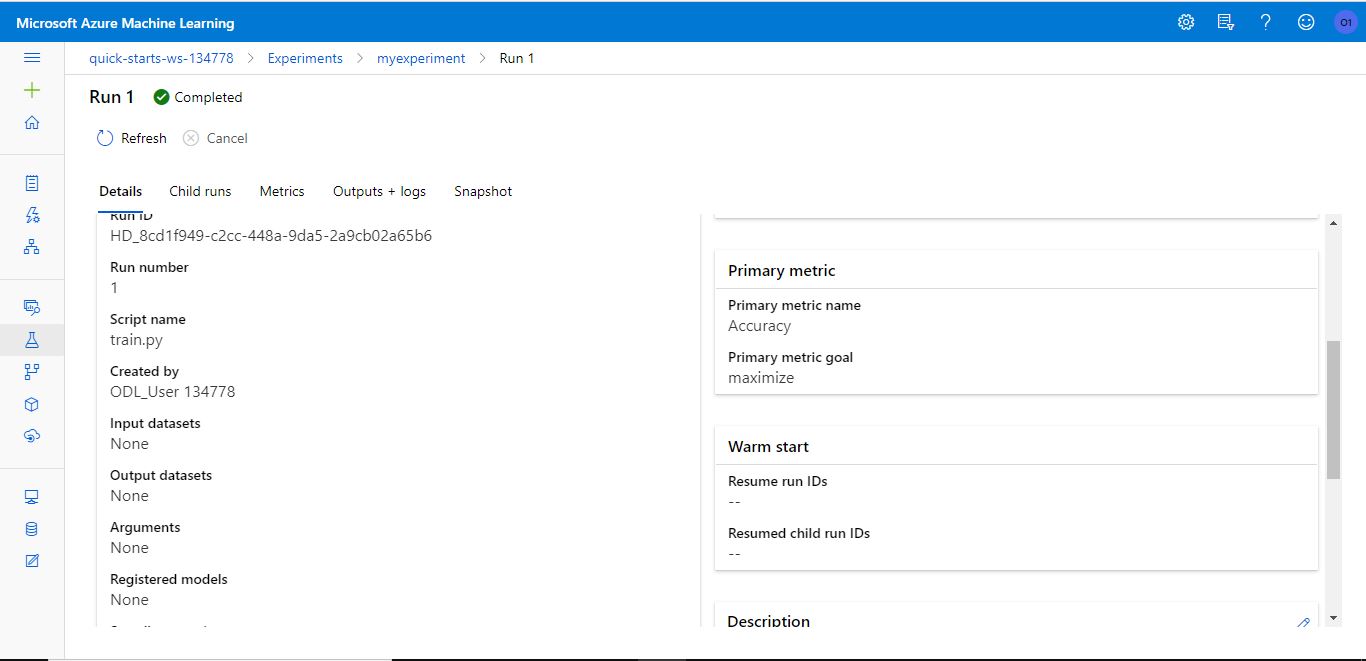 Microsoft Azure Machine Learning
O1
quick-starts-ws-134778 > Experiments > myexperiment > Run 1
Run 1 Completed
Refresh Cancel
Details Child runs Metrics Outputs + logs Snapshot
Run ID
HD_8cd1f949-c2cc-448a-9da5-2a9cb02a65b6
Run number
1
Script name
train.py
Created by
ODL_User 134778
Input datasets
None
Output datasets
None
Arguments
None
Registered models
None
Primary metric
Primary metric name
Accuracy
Primary metric goal
maximize
Warm start
Resume run IDs
--
Resumed child run IDs
--
Description